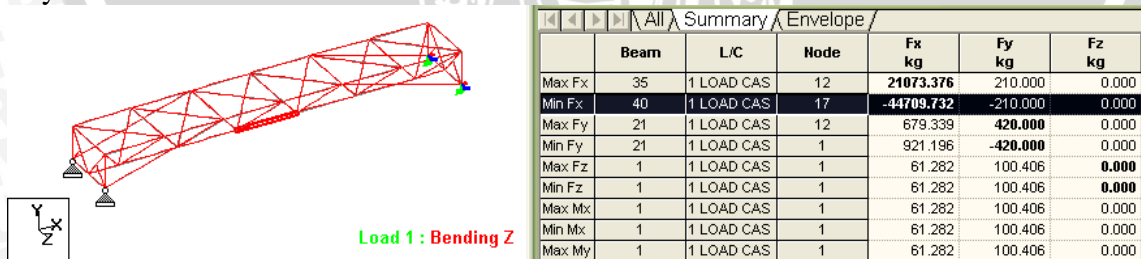 All Summary Envelope
Beam L/C Node Fx kg Fy kg Fz kg
Max Fx 35 1 LOAD CAS 12 21073.376 210.000 0.000
Min Fx 40 1 LOAD CAS 17 -44709.732 -210.000 0.000
Max Fy 21 1 LOAD CAS 12 679.339 420.000 0.000
Min Fy 21 1 LOAD CAS 1 921.196 -420.000 0.000
Max Fz 1 1 LOAD CAS 1 61.282 100.406 0.000
Min Fz 1 1 LOAD CAS 1 61.282 100.406 0.000
Max Mx 1 1 LOAD CAS 1 61.282 100.406 0.000
Min Mx 1 1 LOAD CAS 1 61.282 100.406 0.000
Max My 1 1 LOAD CAS 1 61.282 100.406 0.000
Y
X
Z
Load 1 : Bending Z